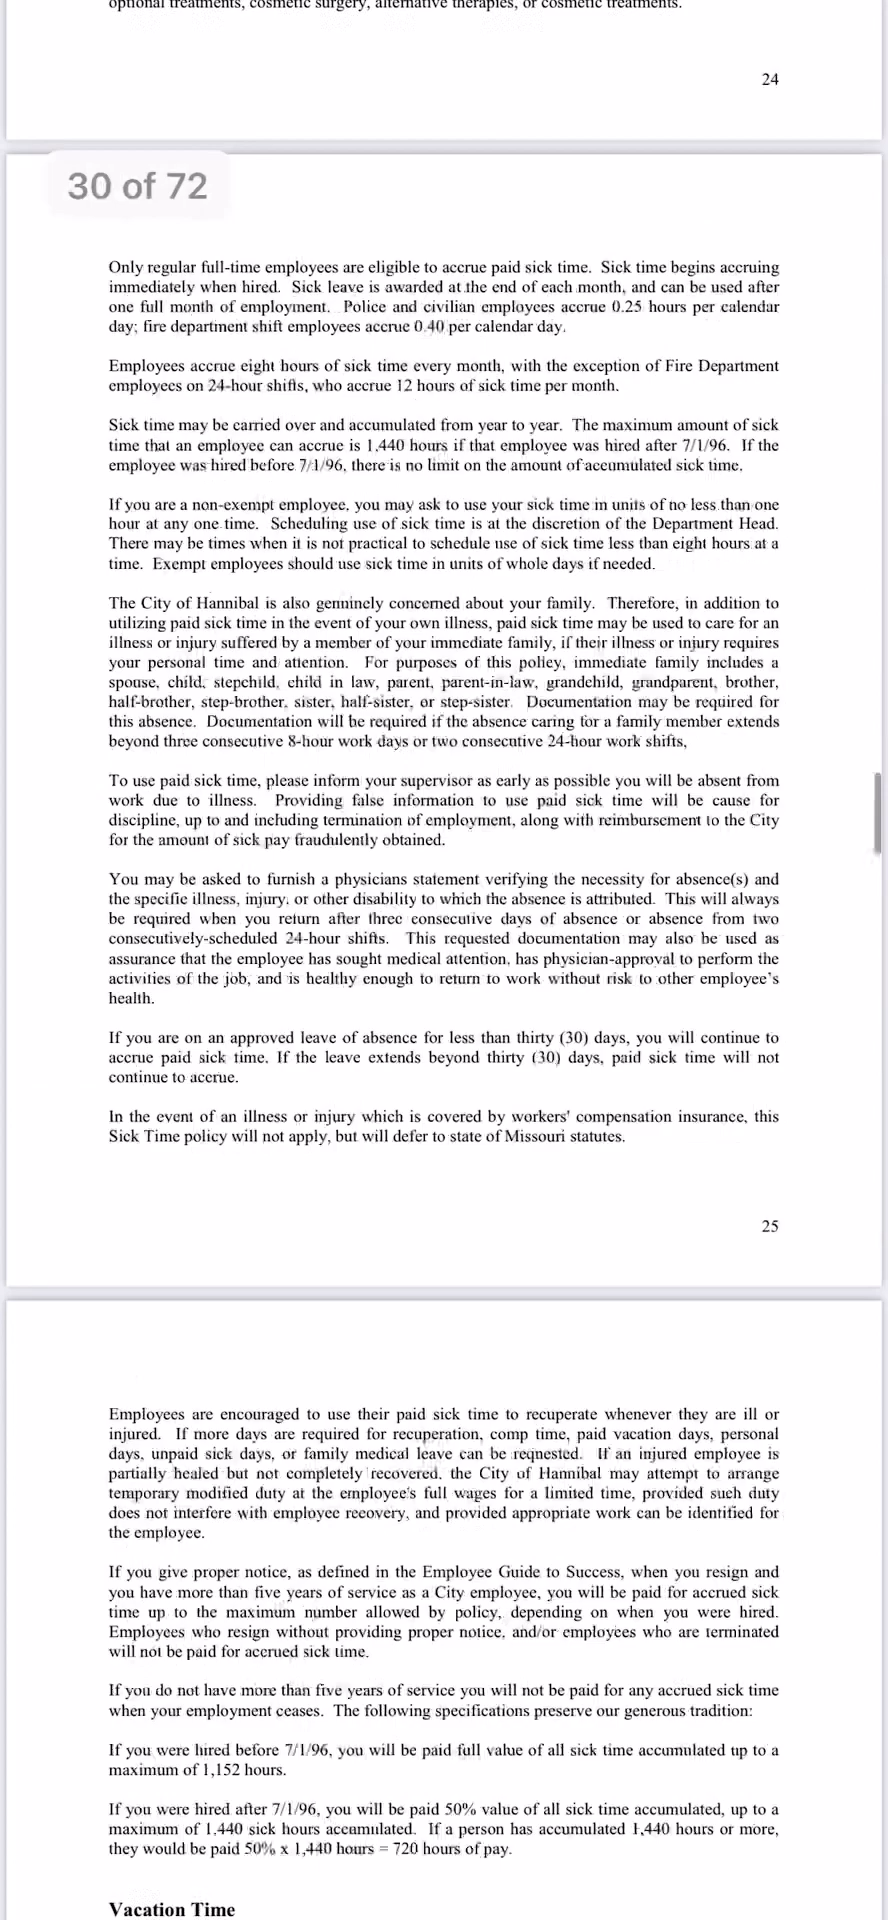 optional treatments, cosmetic surgery, alternative therapies, or cosmetic treatments.
24
30 of 72
Only regular full-time employees are eligible to accrue paid sick time. Sick time begins accruing
immediately when hired. Sick leave is awarded at the end of each month, and can be used after
one full month of employment. Police and civilian employees accrue 0.25 hours per calendar
day; fire department shift employees accrue 0.40 per calendar day.
Employees accrue eight hours of sick time every month, with the exception of Fire Department
employees on 24-hour shifts, who accrue 12 hours of sick time per month.
Sick time may be carried over and accumulated from year to year. The maximum amount of sick
time that an employee can accrue is 1,440 hours if that employee was hired after 7/1/96. If the
employee was hired before 7/1/96, there is no limit on the amount of accumulated sick time.
If you are a non-exempt employee, you may ask to use your sick time in units of no less than one
hour at any one time. Scheduling use of sick time is at the discretion of the Department Head.
There may be times when it is not practical to schedule use of sick time less than eight hours at a
time. Exempt employees should use sick time in units of whole days if needed.
The City of Hannibal is also genuinely concerned about your family. Therefore, in addition to
utilizing paid sick time in the event of your own illness, paid sick time may be used to care for an
illness or injury suffered by a member of your immediate family, if their illness or injury requires
your personal time and attention. For purposes of this policy, immediate family includes a
spouse, child, stepchild, child in law, parent, parent-in-law, grandchild, grandparent, brother,
half-brother, step-brother, sister, half-sister, or step-sister. Documentation may be required for
this absence. Documentation will be required if the absence caring for a family member extends
beyond three consecutive 8-hour work days or two consecutive 24-hour work shifts,
To use paid sick time, please inform your supervisor as early as possible you will be absent from
work due to illness. Providing false information to use paid sick time will be cause for
discipline, up to and including termination of employment, along with reimbursement to the City
for the amount of sick pay fraudulently obtained.
You may be asked to furnish a physicians statement verifying the necessity for absence(s) and
the specific illness, injury, or other disability to which the absence is attributed. This will always
be required when you return after three consecutive days of absence or absence from two
consecutively-scheduled 24-hour shifts. This requested documentation may also be used as
assurance that the employee has sought medical attention, has physician-approval to perform the
activities of the job, and is healthy enough to return to work without risk to other employee's
health.
If you are on an approved leave of absence for less than thirty (30) days, you will continue to
accrue paid sick time. If the leave extends beyond thirty (30) days, paid sick time will not
continue to accrue.
In the event of an illness or injury which is covered by workers' compensation insurance, this
Sick Time policy will not apply, but will defer to state of Missouri statutes.
25
Employees are encouraged to use their paid sick time to recuperate whenever they are ill or
injured. If more days are required for recuperation, comp time, paid vacation days, personal
days, unpaid sick days, or family medical leave can be requested. If an injured employee is
partially healed but not completely recovered, the City of Hannibal may attempt to arrange
temporary modified duty at the employee's full wages for a limited time, provided such duty
does not interfere with employee recovery, and provided appropriate work can be identified for
the employee.
If you give proper notice, as defined in the Employee Guide to Success, when you resign and
you have more than five years of service as a City employee, you will be paid for accrued sick
time up to the maximum number allowed by policy, depending on when you were hired.
Employees who resign without providing proper notice, and/or employees who are terminated
will not be paid for accrued sick time.
If you do not have more than five years of service you will not be paid for any accrued sick time
when your employment ceases. The following specifications preserve our generous tradition:
If you were hired before 7/1/96, you will be paid full value of all sick time accumulated up to a
maximum of 1,152 hours.
If you were hired after 7/1/96, you will be paid 50% value of all sick time accumulated, up to a
maximum of 1,440 sick hours accumulated. If a person has accumulated 1,440 hours or more,
they would be paid 50% x 1,440 hours = 720 hours of pay.
Vacation Time